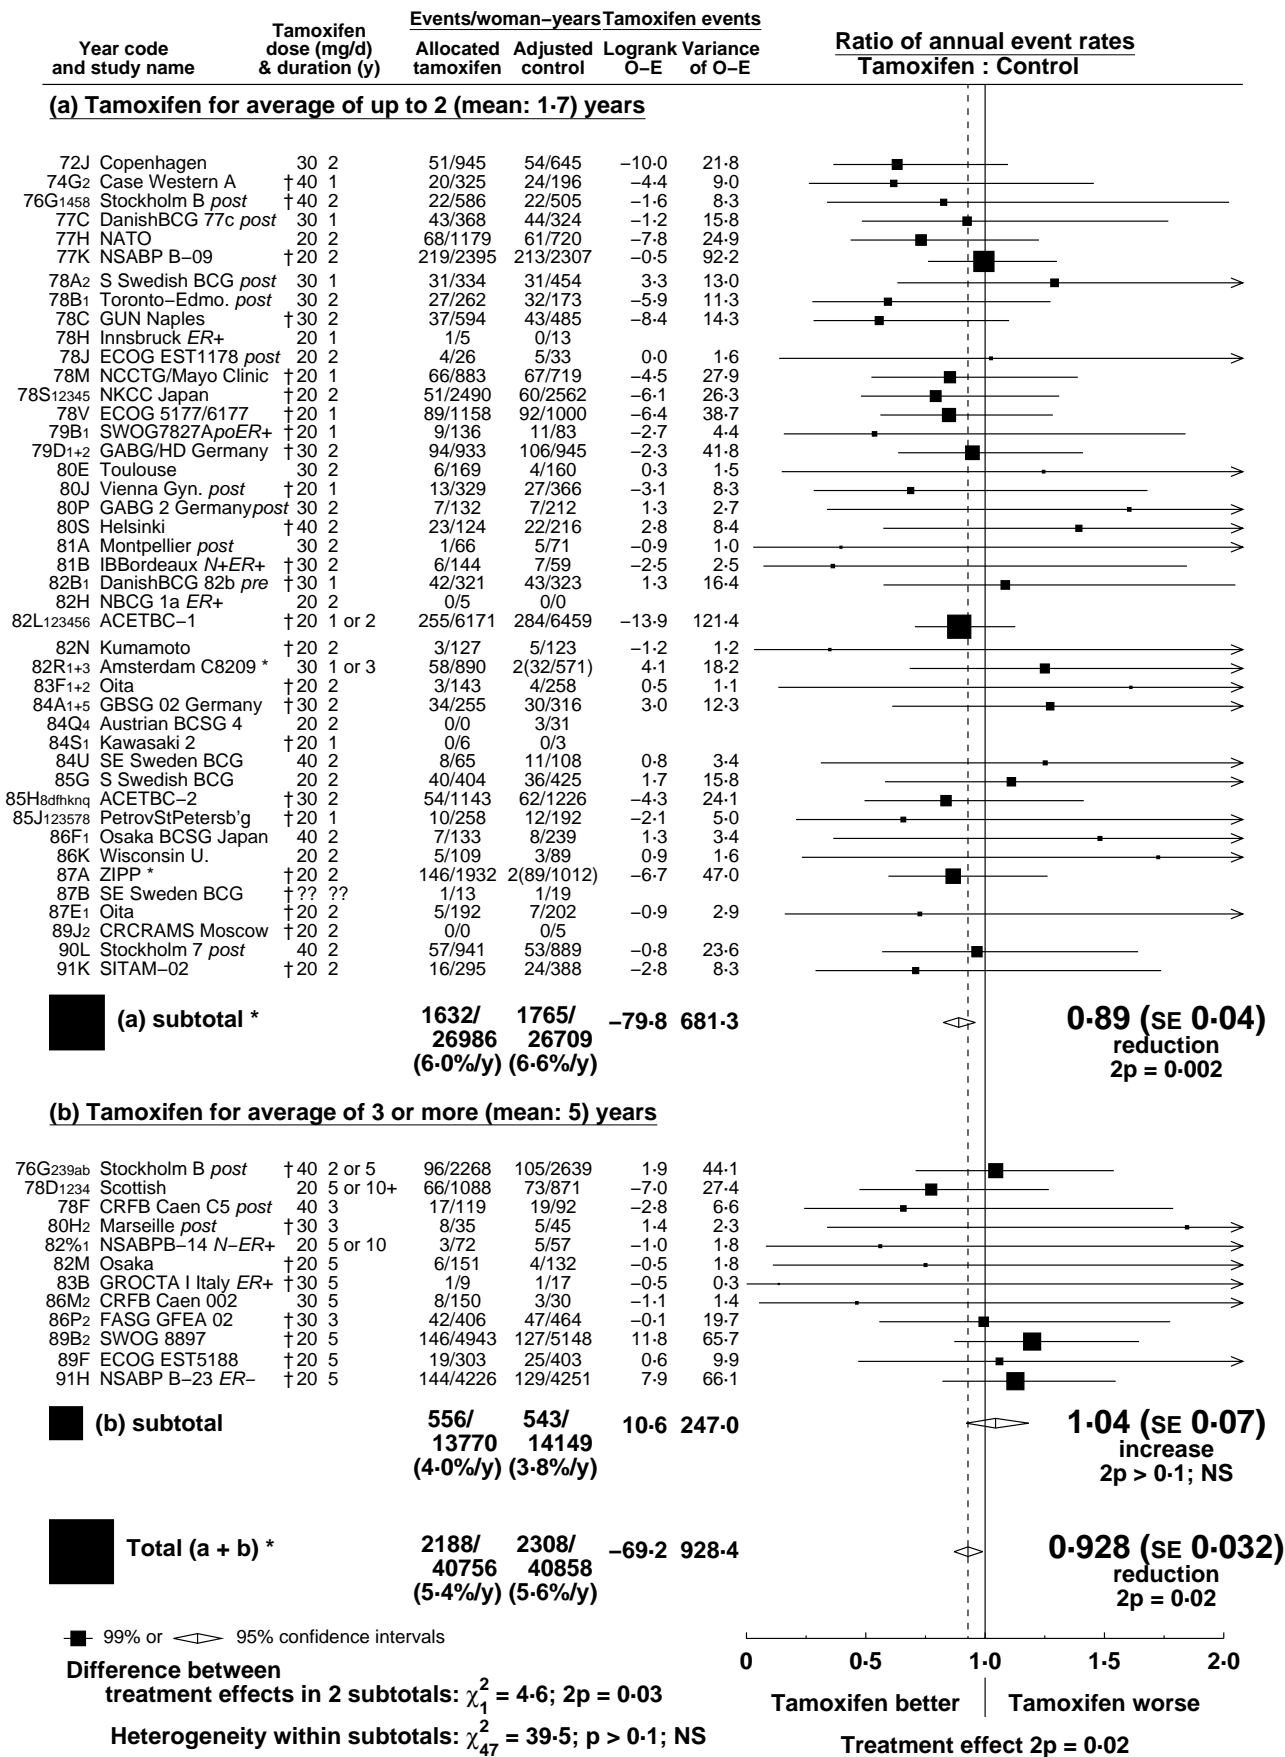 Events/woman−years Tamoxifen events
Year code and study name Tamoxifen dose (mg/d) & duration (y) Allocated tamoxifen Adjusted control Logrank O−E Variance of O−E Ratio of annual event rates Tamoxifen : Control
(a) Tamoxifen for average of up to 2 (mean: 1·7) years
72J Copenhagen 30 2 51/945 54/645 −10·0 21·8
74G2 Case Western A † 40 1 20/325 24/196 −4·4 9·0
76G1458 Stockholm B post † 40 2 22/586 22/505 −1·6 8·3
77C DanishBCG 77c post 30 1 43/368 44/324 −1·2 15·8
77H NATO 20 2 68/1179 61/720 −7·8 24·9
77K NSABP B−09 † 20 2 219/2395 213/2307 −0·5 92·2
78A2 S Swedish BCG post 30 1 31/334 31/454 3·3 13·0
78B1 Toronto−Edmo. post 30 2 27/262 32/173 −5·9 11·3
78C GUN Naples † 30 2 37/594 43/485 −8·4 14·3
78H Innsbruck ER+ 20 1 1/5 0/13
78J ECOG EST1178 post 20 2 4/26 5/33 0·0 1·6
78M NCCTG/Mayo Clinic † 20 1 66/883 67/719 −4·5 27·9
78S12345 NKCC Japan † 20 2 51/2490 60/2562 −6·1 26·3
78V ECOG 5177/6177 † 20 1 89/1158 92/1000 −6·4 38·7
79B1 SWOG7827ApoER+ † 20 1 9/136 11/83 −2·7 4·4
79D1+2 GABG/HD Germany † 30 2 94/933 106/945 −2·3 41·8
80E Toulouse 30 2 6/169 4/160 0·3 1·5
80J Vienna Gyn. post † 20 1 13/329 27/366 −3·1 8·3
80P GABG 2 Germanypost 30 2 7/132 7/212 1·3 2·7
80S Helsinki † 40 2 23/124 22/216 2·8 8·4
81A Montpellier post 30 2 1/66 5/71 −0·9 1·0
81B IBBordeaux N+ER+ † 30 2 6/144 7/59 −2·5 2·5
82B1 DanishBCG 82b pre † 30 1 42/321 43/323 1·3 16·4
82H NBCG 1a ER+ 20 2 0/5 0/0
82L123456 ACETBC−1 † 20 1 or 2 255/6171 284/6459 −13·9 121·4
82N Kumamoto † 20 2 3/127 5/123 −1·2 1·2
82R1+3 Amsterdam C8209 * 30 1 or 3 58/890 2(32/571) 4·1 18·2
83F1+2 Oita † 20 2 3/143 4/258 0·5 1·1
84A1+5 GBSG 02 Germany † 30 2 34/255 30/316 3·0 12·3
84Q4 Austrian BCSG 4 20 2 0/0 3/31
84S1 Kawasaki 2 † 20 1 0/6 0/3
84U SE Sweden BCG 40 2 8/65 11/108 0·8 3·4
85G S Swedish BCG 20 2 40/404 36/425 1·7 15·8
85H8dfhknq ACETBC−2 † 30 2 54/1143 62/1226 −4·3 24·1
85J123578 PetrovStPetersb'g † 20 1 10/258 12/192 −2·1 5·0
86F1 Osaka BCSG Japan 40 2 7/133 8/239 1·3 3·4
86K Wisconsin U. 20 2 5/109 3/89 0·9 1·6
87A ZIPP * † 20 2 146/1932 2(89/1012) −6·7 47·0
87B SE Sweden BCG † ?? ?? 1/13 1/19
87E1 Oita † 20 2 5/192 7/202 −0·9 2·9
89J2 CRCRAMS Moscow † 20 2 0/0 0/5
90L Stockholm 7 post 40 2 57/941 53/889 −0·8 23·6
91K SITAM−02 † 20 2 16/295 24/388 −2·8 8·3
(a) subtotal * 1632/ 1765/ −79·8 681·3 0·89 (SE 0·04)
26986 26709 reduction
(6·0%/y) (6·6%/y) 2p = 0·002
(b) Tamoxifen for average of 3 or more (mean: 5) years
76G239ab Stockholm B post † 40 2 or 5 96/2268 105/2639 1·9 44·1
78D1234 Scottish 20 5 or 10+ 66/1088 73/871 −7·0 27·4
78F CRFB Caen C5 post 40 3 17/119 19/92 −2·8 6·6
80H2 Marseille post † 30 3 8/35 5/45 1·4 2·3
82%1 NSABPB−14 N−ER+ 20 5 or 10 3/72 5/57 −1·0 1·8
82M Osaka † 20 5 6/151 4/132 −0·5 1·8
83B GROCTA I Italy ER+ † 30 5 1/9 1/17 −0·5 0·3
86M2 CRFB Caen 002 30 5 8/150 3/30 −1·1 1·4
86P2 FASG GFEA 02 † 30 3 42/406 47/464 −0·1 19·7
89B2 SWOG 8897 † 20 5 146/4943 127/5148 11·8 65·7
89F ECOG EST5188 † 20 5 19/303 25/403 0·6 9·9
91H NSABP B−23 ER− † 20 5 144/4226 129/4251 7·9 66·1
(b) subtotal 556/ 543/ 10·6 247·0 1·04 (SE 0·07)
13770 14149 increase
(4·0%/y) (3·8%/y) 2p > 0·1; NS
Total (a + b) * 2188/ 2308/ −69·2 928·4 0·928 (SE 0·032)
40756 40858 reduction
(5·4%/y) (5·6%/y) 2p = 0·02
99% or 95% confidence intervals
0 0·5 1·0 1·5 2·0
Difference between
treatment effects in 2 subtotals: χ²₁ = 4·6; 2p = 0·03
Tamoxifen better Tamoxifen worse
Heterogeneity within subtotals: χ²₄₇ = 39·5; p > 0·1; NS
Treatment effect 2p = 0·02